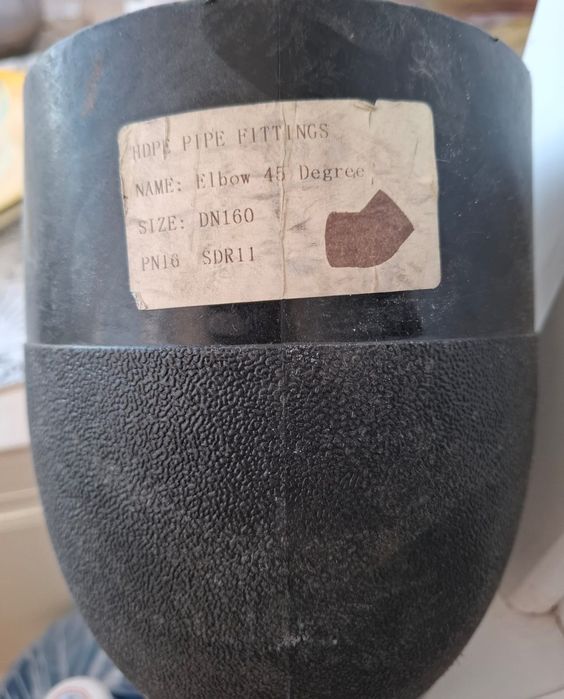 HDPE PIPE FITTINGS
NAME: Elbow 45 Degree
SIZE: DN160
PN16 SDR11